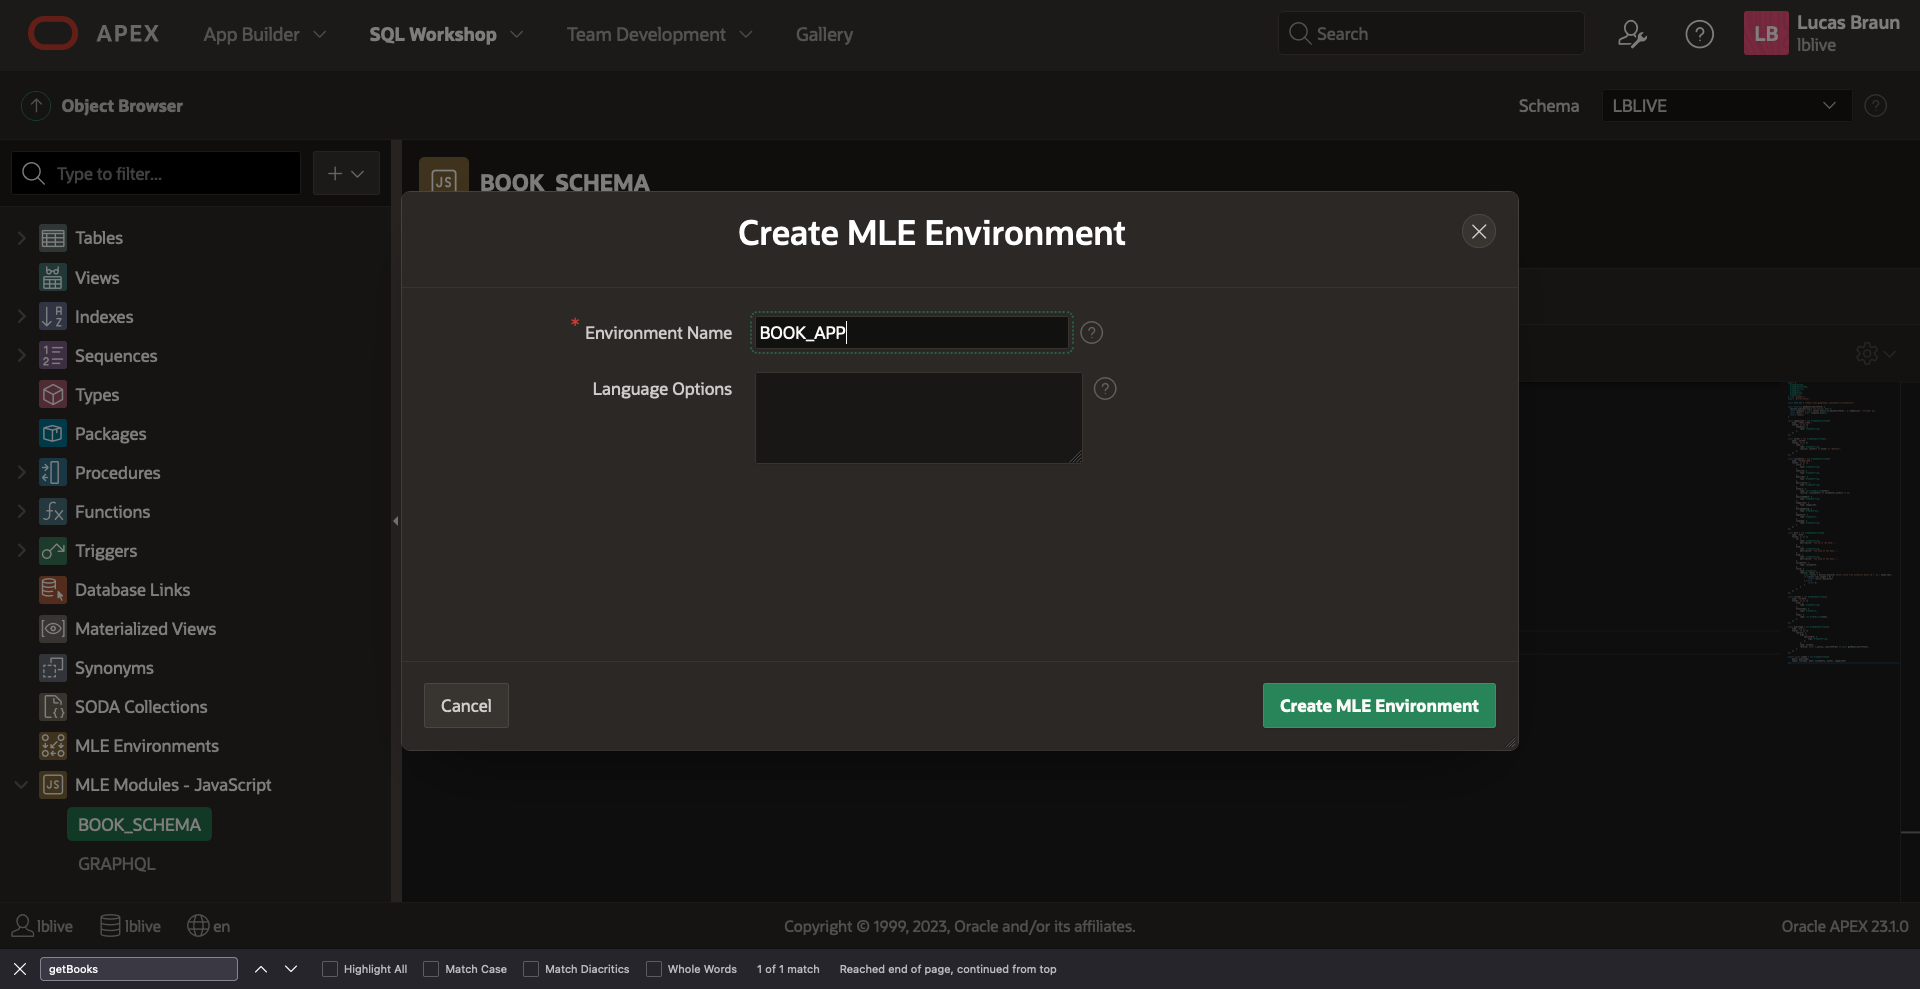 APEX
App Builder
SQL Workshop
Team Development
Gallery
Search
LB
Lucas Braun
lblive
Object Browser
Schema
LBLIVE
Type to filter...
JS
BOOK_SCHEMA
Tables
Views
Indexes
Sequences
Types
Packages
Procedures
Functions
Triggers
Database Links
Materialized Views
Synonyms
SODA Collections
MLE Environments
JS
MLE Modules - JavaScript
BOOK_SCHEMA
GRAPHQL
Create MLE Environment
* Environment Name
BOOK_APP
?
Language Options
?
Cancel
Create MLE Environment
lblive
lblive
en
Copyright © 1999, 2023, Oracle and/or its affiliates.
Oracle APEX 23.1.0
getBooks
Highlight All
Match Case
Match Diacritics
Whole Words
1 of 1 match
Reached end of page, continued from top